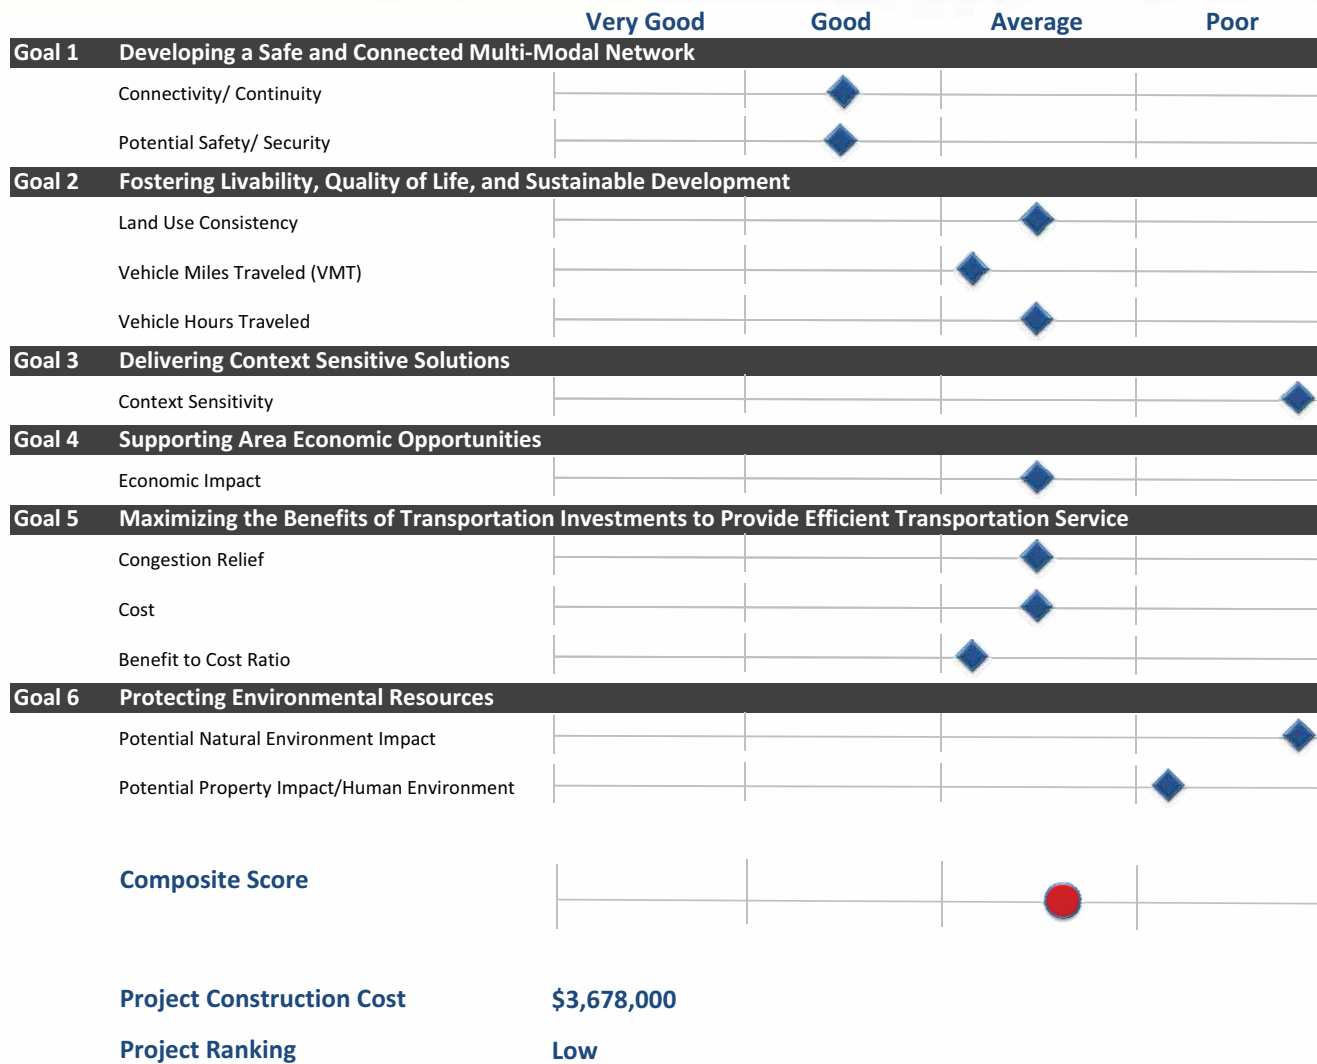 Very Good Good Average Poor
Goal 1 Developing a Safe and Connected Multi-Modal Network
Connectivity/ Continuity
Potential Safety/ Security
Goal 2 Fostering Livability, Quality of Life, and Sustainable Development
Land Use Consistency
Vehicle Miles Traveled (VMT)
Vehicle Hours Traveled
Goal 3 Delivering Context Sensitive Solutions
Context Sensitivity
Goal 4 Supporting Area Economic Opportunities
Economic Impact
Goal 5 Maximizing the Benefits of Transportation Investments to Provide Efficient Transportation Service
Congestion Relief
Cost
Benefit to Cost Ratio
Goal 6 Protecting Environmental Resources
Potential Natural Environment Impact
Potential Property Impact/Human Environment
Composite Score
Project Construction Cost $3,678,000
Project Ranking Low